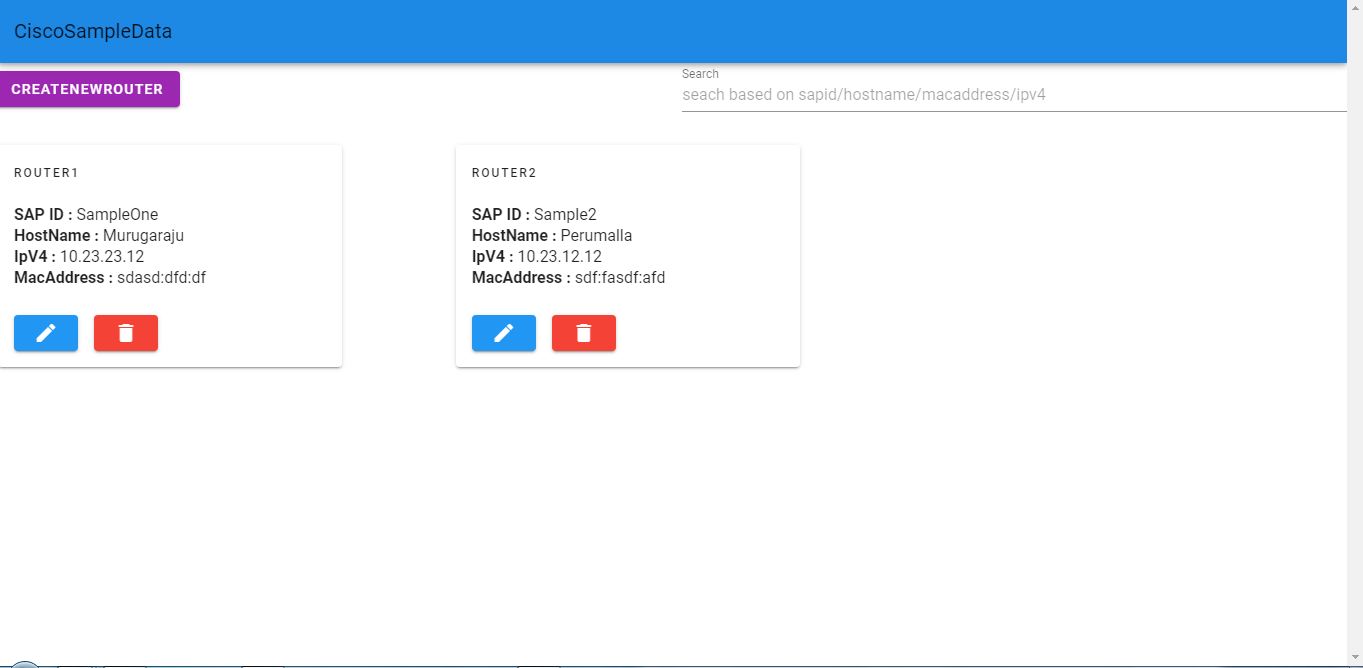 CiscoSampleData
CREATENEWROUTER
Search
seach based on sapid/hostname/macaddress/ipv4
ROUTER1
SAP ID : SampleOne
HostName : Murugaraju
IpV4 : 10.23.23.12
MacAddress : sdasd:dfd:df
ROUTER2
SAP ID : Sample2
HostName : Perumalla
IpV4 : 10.23.12.12
MacAddress : sdf:fasdf:afd